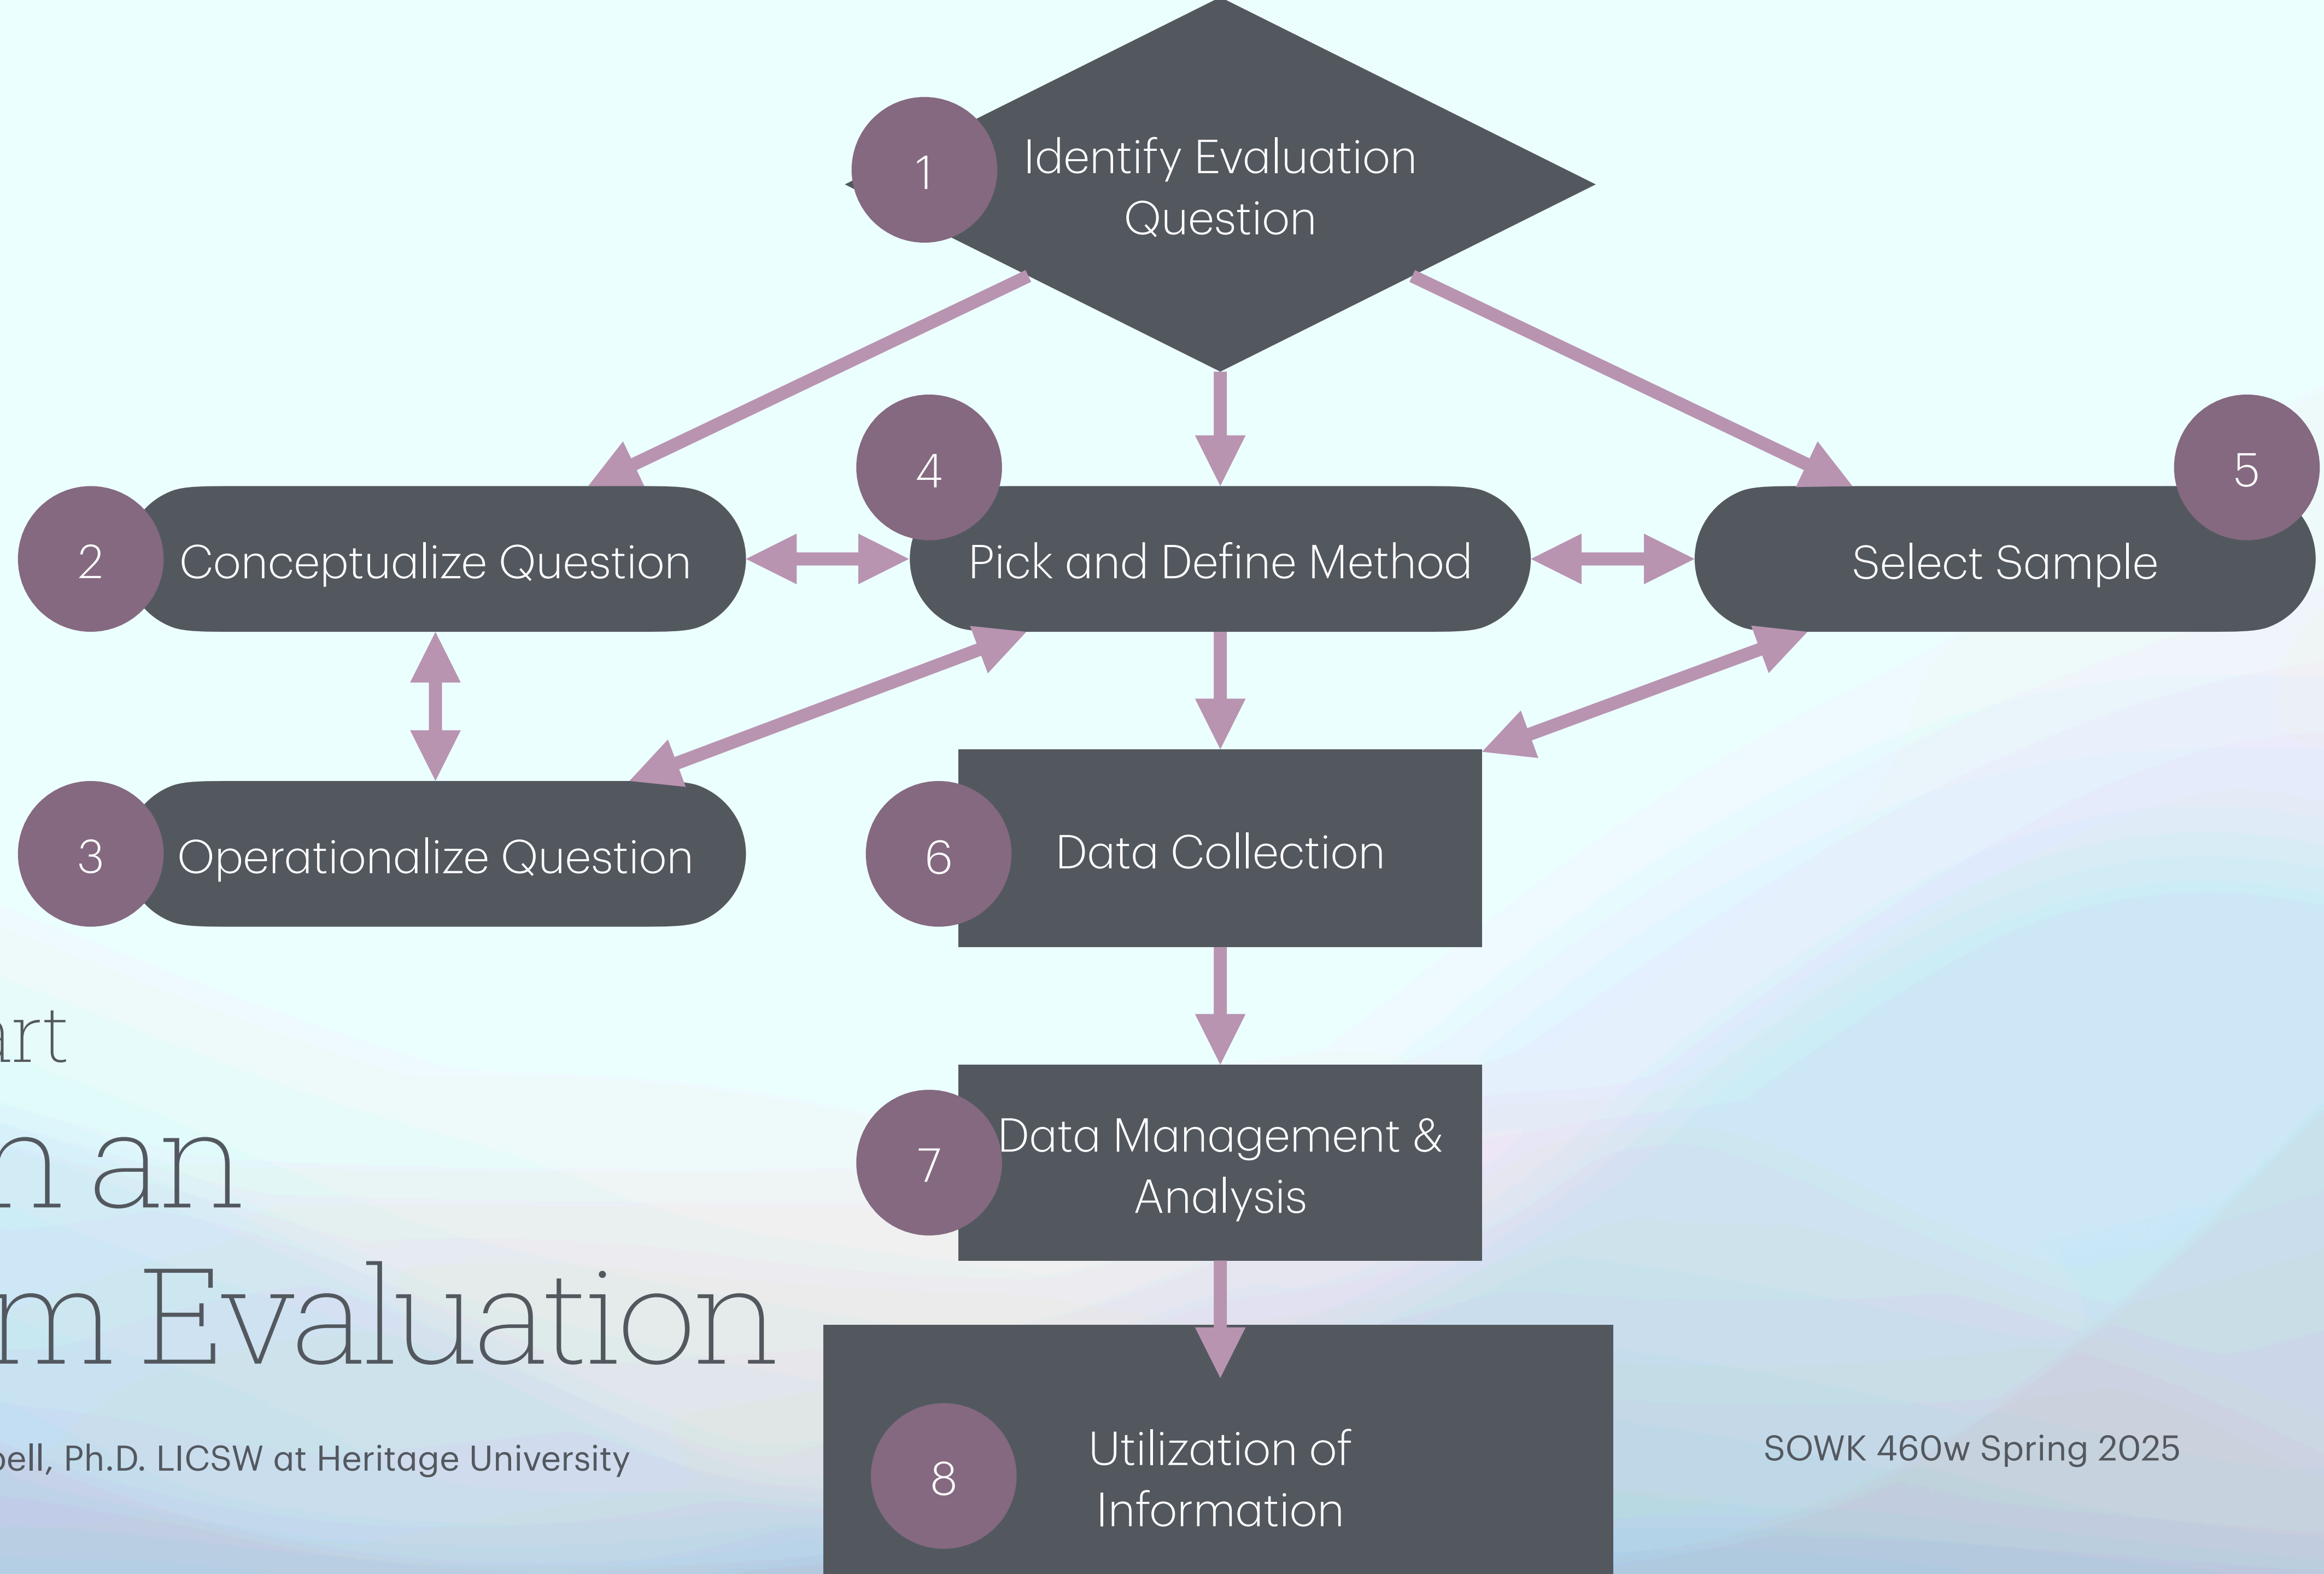 1
Identify Evaluation
Question
4
5
2
Conceptualize Question
Pick and Define Method
Select Sample
3
Operationalize Question
6
Data Collection
an
7
Data Management &
Analysis
Evaluation
Ph.D. LICSW at Heritage University
8
Utilization of
Information
SOWK 460w Spring 2025